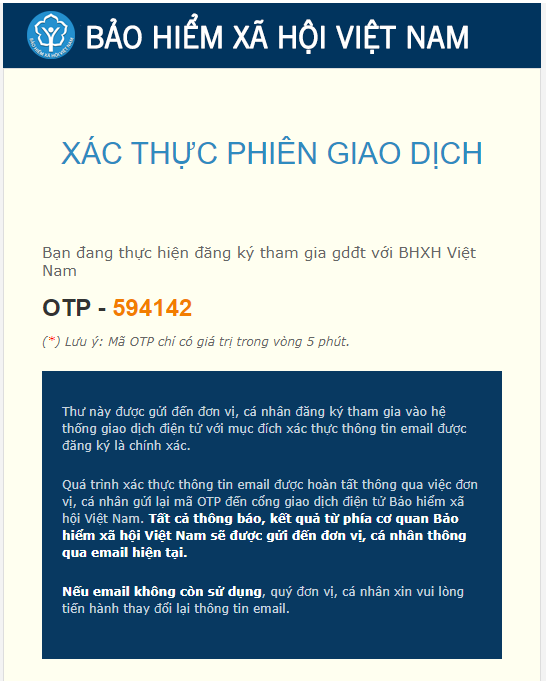 BẢO HIỂM XÃ HỘI VIỆT NAM
BẢO HIỂM XÃ HỘI VIỆT NAM
XÁC THỰC PHIÊN GIAO DỊCH
Bạn đang thực hiện đăng ký tham gia gdđt với BHXH Việt
Nam
OTP - 594142
(*) Lưu ý: Mã OTP chỉ có giá trị trong vòng 5 phút.
Thư này được gửi đến đơn vị, cá nhân đăng ký tham gia vào hệ
thống giao dịch điện tử với mục đích xác thực thông tin email được
đăng ký là chính xác.
Quá trình xác thực thông tin email được hoàn tất thông qua việc đơn
vị, cá nhân gửi lại mã OTP đến cổng giao dịch điện tử Bảo hiểm xã
hội Việt Nam. Tất cả thông báo, kết quả từ phía cơ quan Bảo
hiểm xã hội Việt Nam sẽ được gửi đến đơn vị, cá nhân thông
qua email hiện tại.
Nếu email không còn sử dụng, quý đơn vị, cá nhân xin vui lòng
tiến hành thay đổi lại thông tin email.